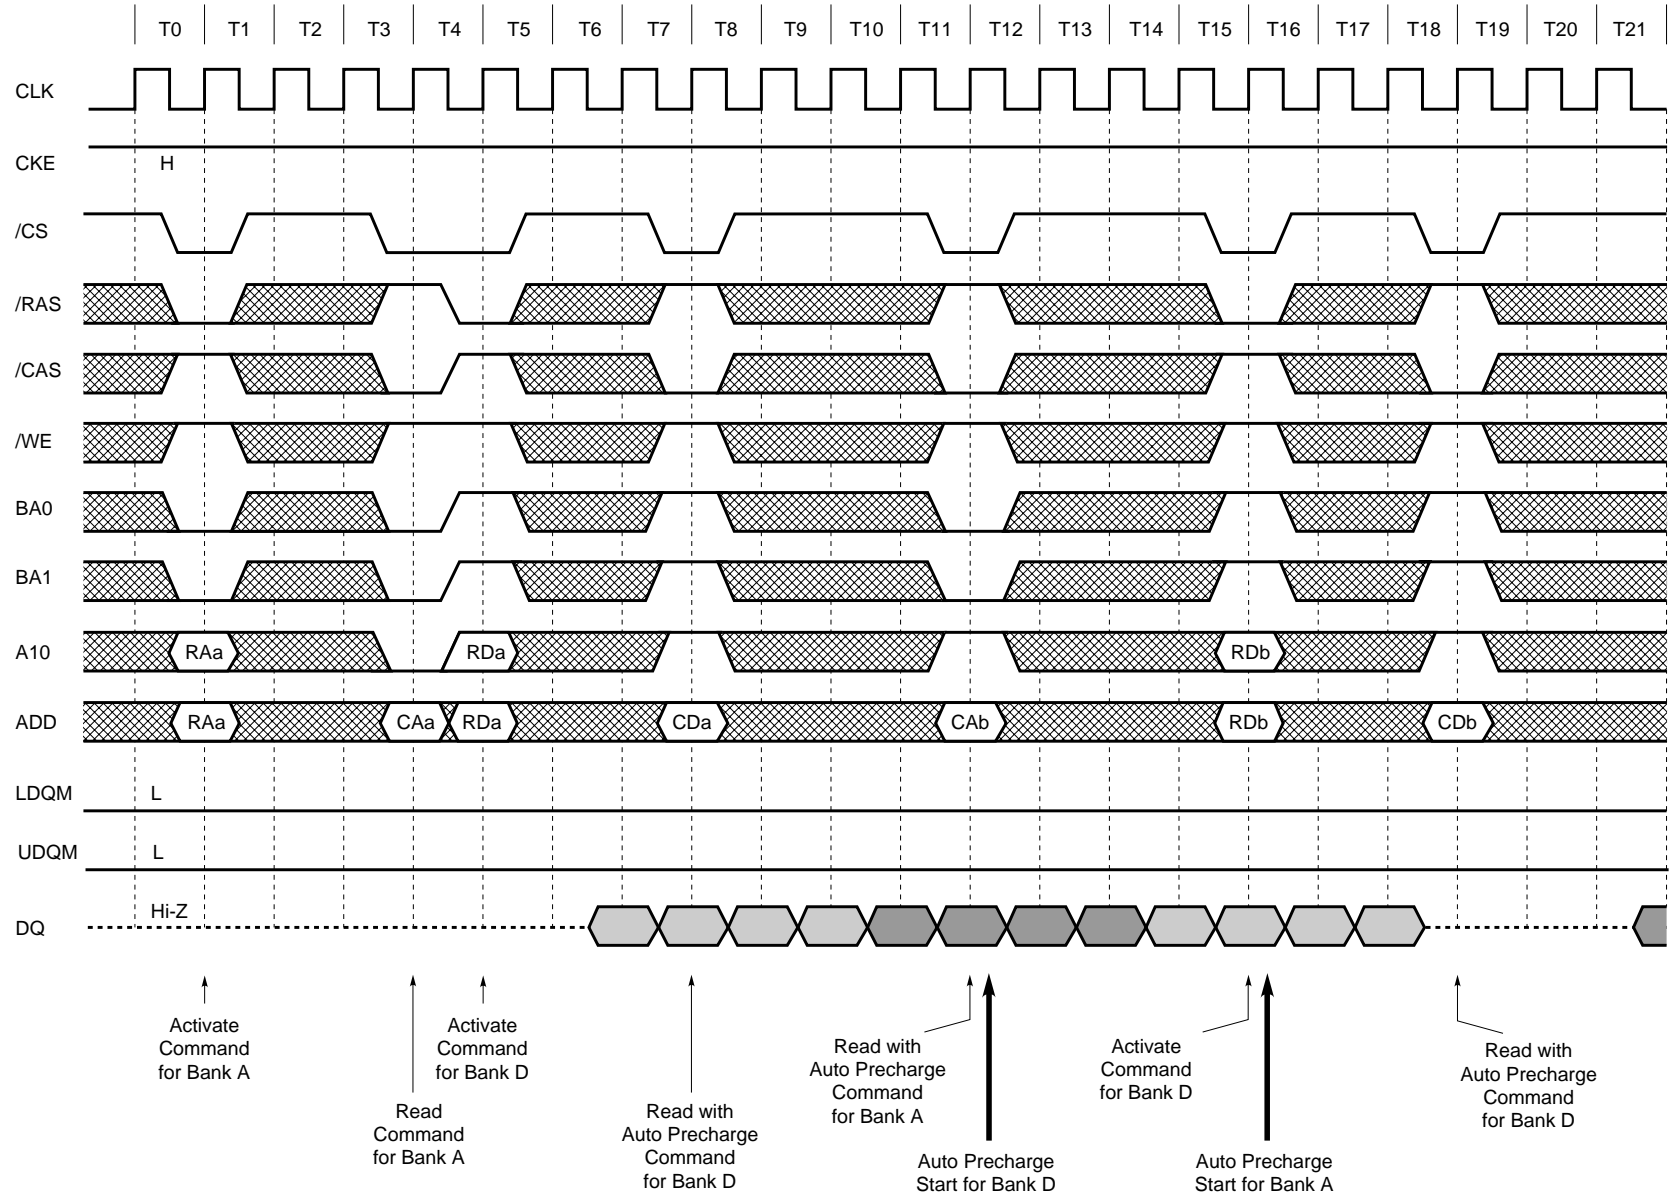 T0 T1 T2 T3 T4 T5 T6 T7 T8 T9 T10 T11 T12 T13 T14 T15 T16 T17 T18 T19 T20 T21
CLK
CKE H
/CS
/RAS
/CAS
/WE
BA0
BA1
A10 RAa RDa RDb
ADD RAa CAa RDa CDa CAb RDb CDb
LDQM L
UDQM L
DQ Hi-Z
Activate
Command
for Bank A
Read
Command
for Bank A
Activate
Command
for Bank D
Read with
Auto Precharge
Command
for Bank D
Read with
Auto Precharge
Command
for Bank A
Auto Precharge
Start for Bank D
Activate
Command
for Bank D
Auto Precharge
Start for Bank A
Read with
Auto Precharge
Command
for Bank D